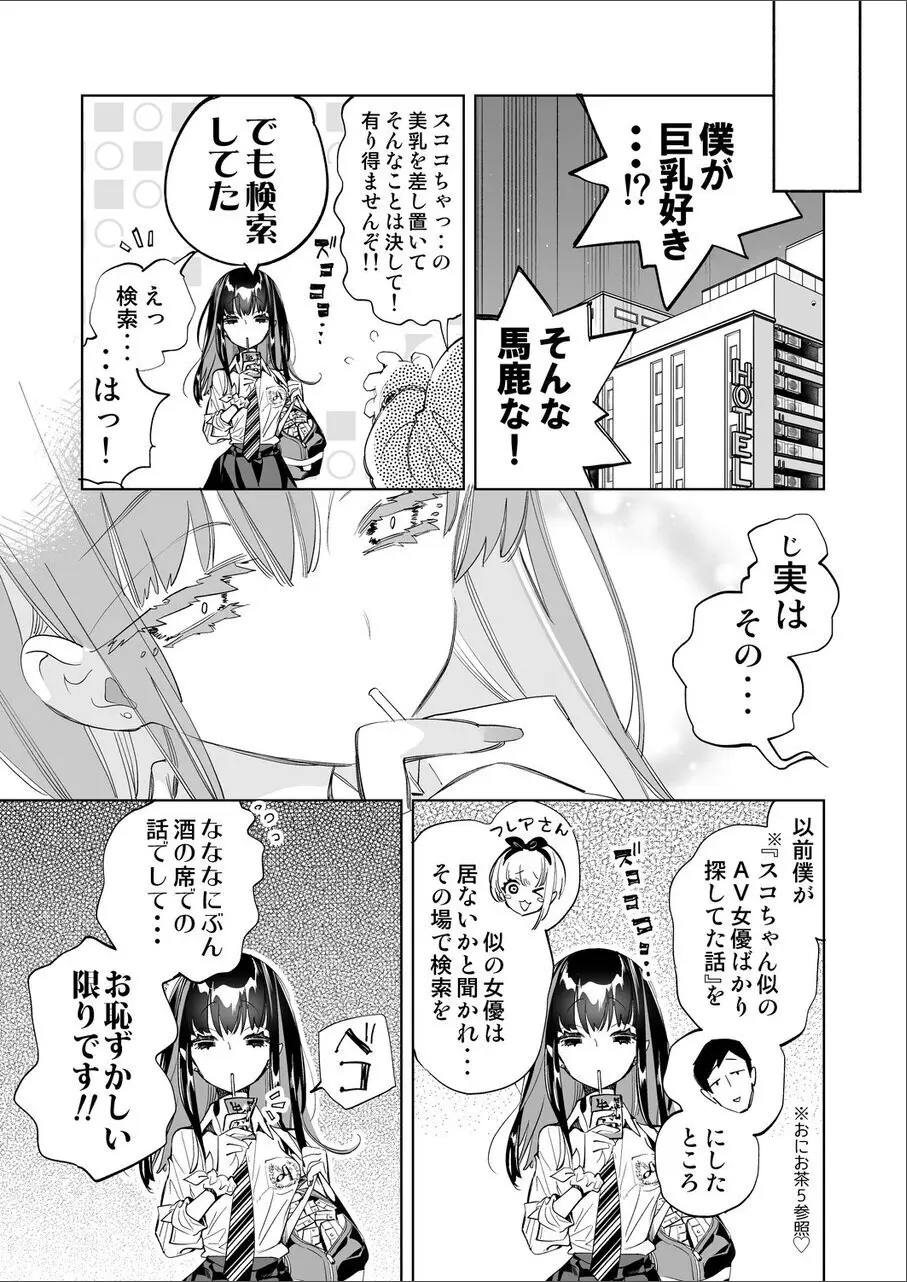 僕が
巨乳好き
・・・!?
そんな
馬鹿な！
HOTEL
スココちゃっ・・の
美乳を差し置いて
そんなことは決して！
有り得ませんぞ!!
ズココココ・・・
でも検索
してた
えっ
検索・・・
・・はっ！
じ実は
その・・・
以前僕が
※『スコちゃん似の
ＡＶ女優ばかり
探してた話』を
にした
ところ
※おにお茶５参照♡
ズココココ・・・
フレアさん
似の女優は
居ないかと聞かれ
その場で検索を
・・・
ベコ
なななにぶん
酒の席での
話でして・・・
お恥ずかしい
限りです!!